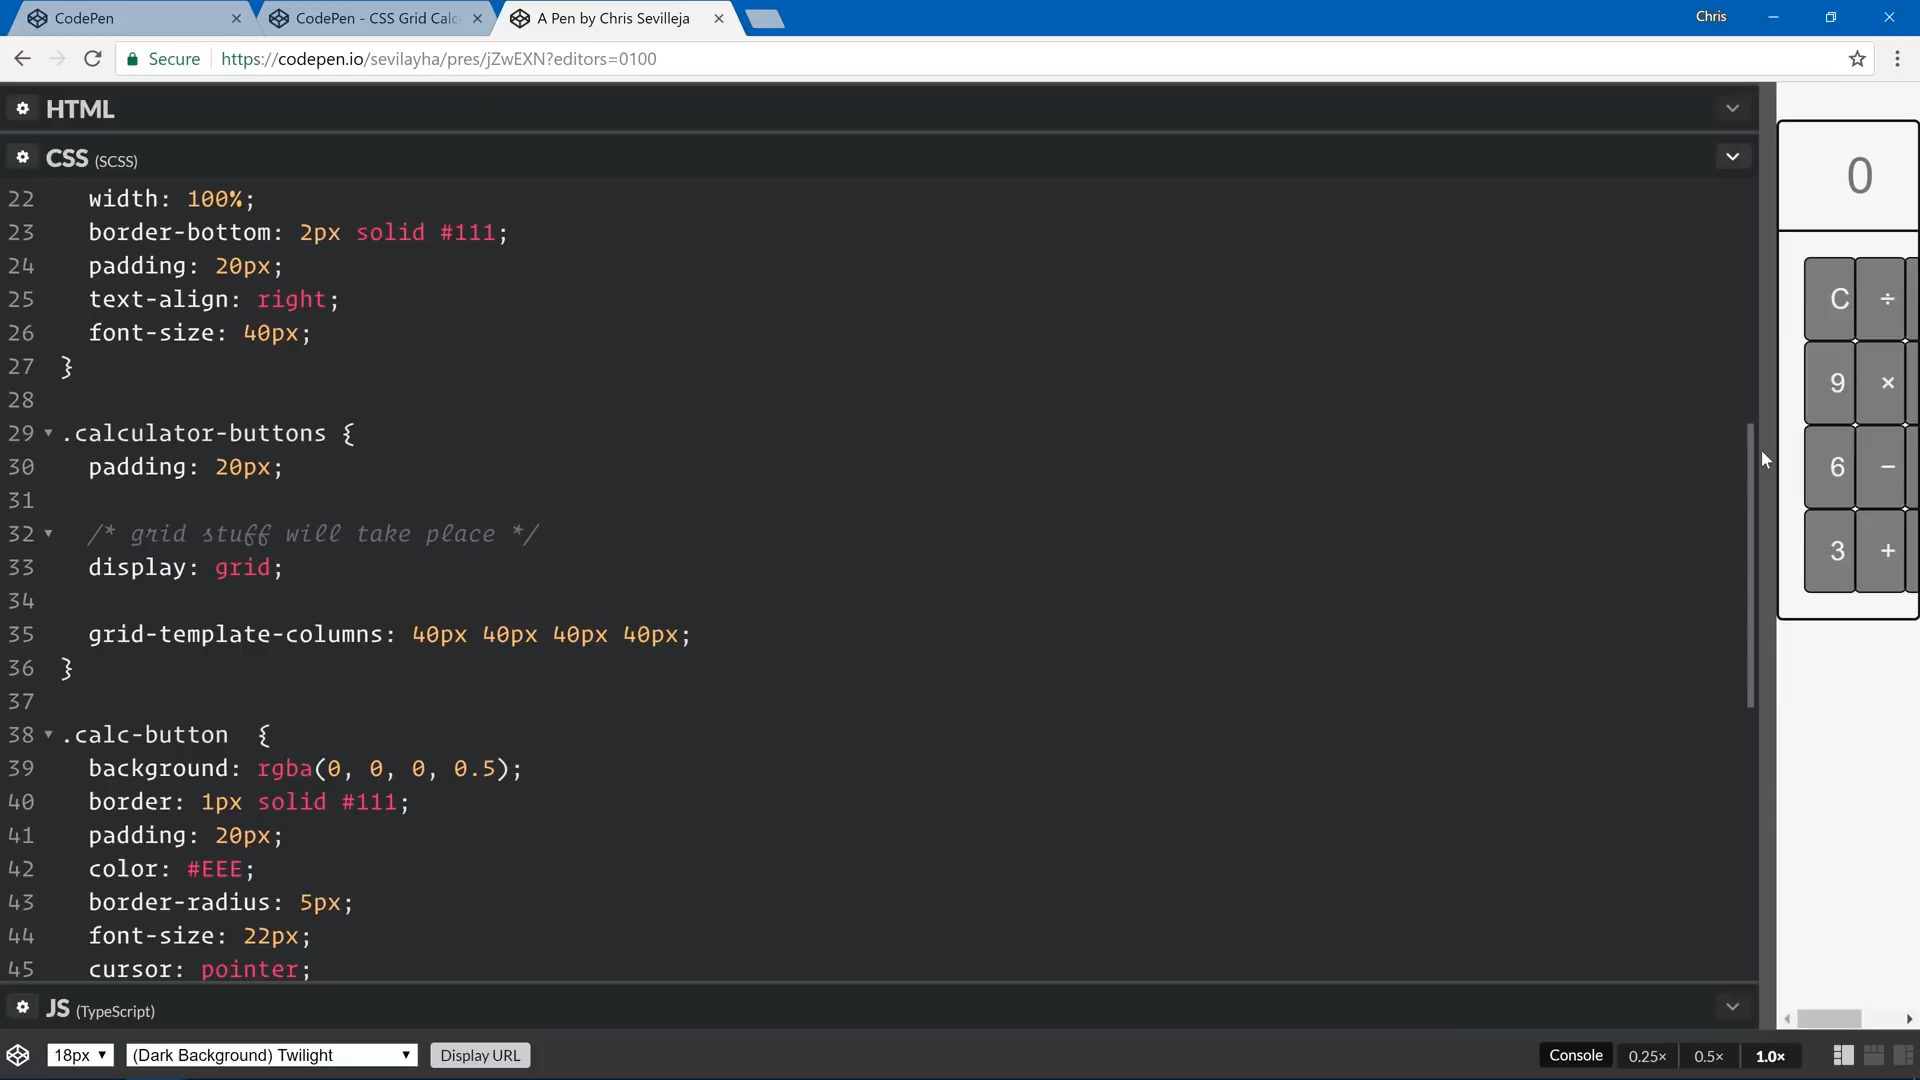 CodePen
CodePen - CSS Grid Calc
A Pen by Chris Sevilleja
Chris
Secure
https://codepen.io/sevilayha/pres/jZwEXN?editors=0100
HTML
CSS (SCSS)
22 width: 100%;
23 border-bottom: 2px solid #111;
24 padding: 20px;
25 text-align: right;
26 font-size: 40px;
27 }
28
29 .calculator-buttons {
30 padding: 20px;
31
32 /* grid stuff will take place */
33 display: grid;
34
35 grid-template-columns: 40px 40px 40px 40px;
36 }
37
38 .calc-button  {
39 background: rgba(0, 0, 0, 0.5);
40 border: 1px solid #111;
41 padding: 20px;
42 color: #EEE;
43 border-radius: 5px;
44 font-size: 22px;
45 cursor: pointer;
0
C ÷
9 ×
6 −
3 +
JS (TypeScript)
18px
(Dark Background) Twilight
Display URL
Console
0.25×
0.5×
1.0×